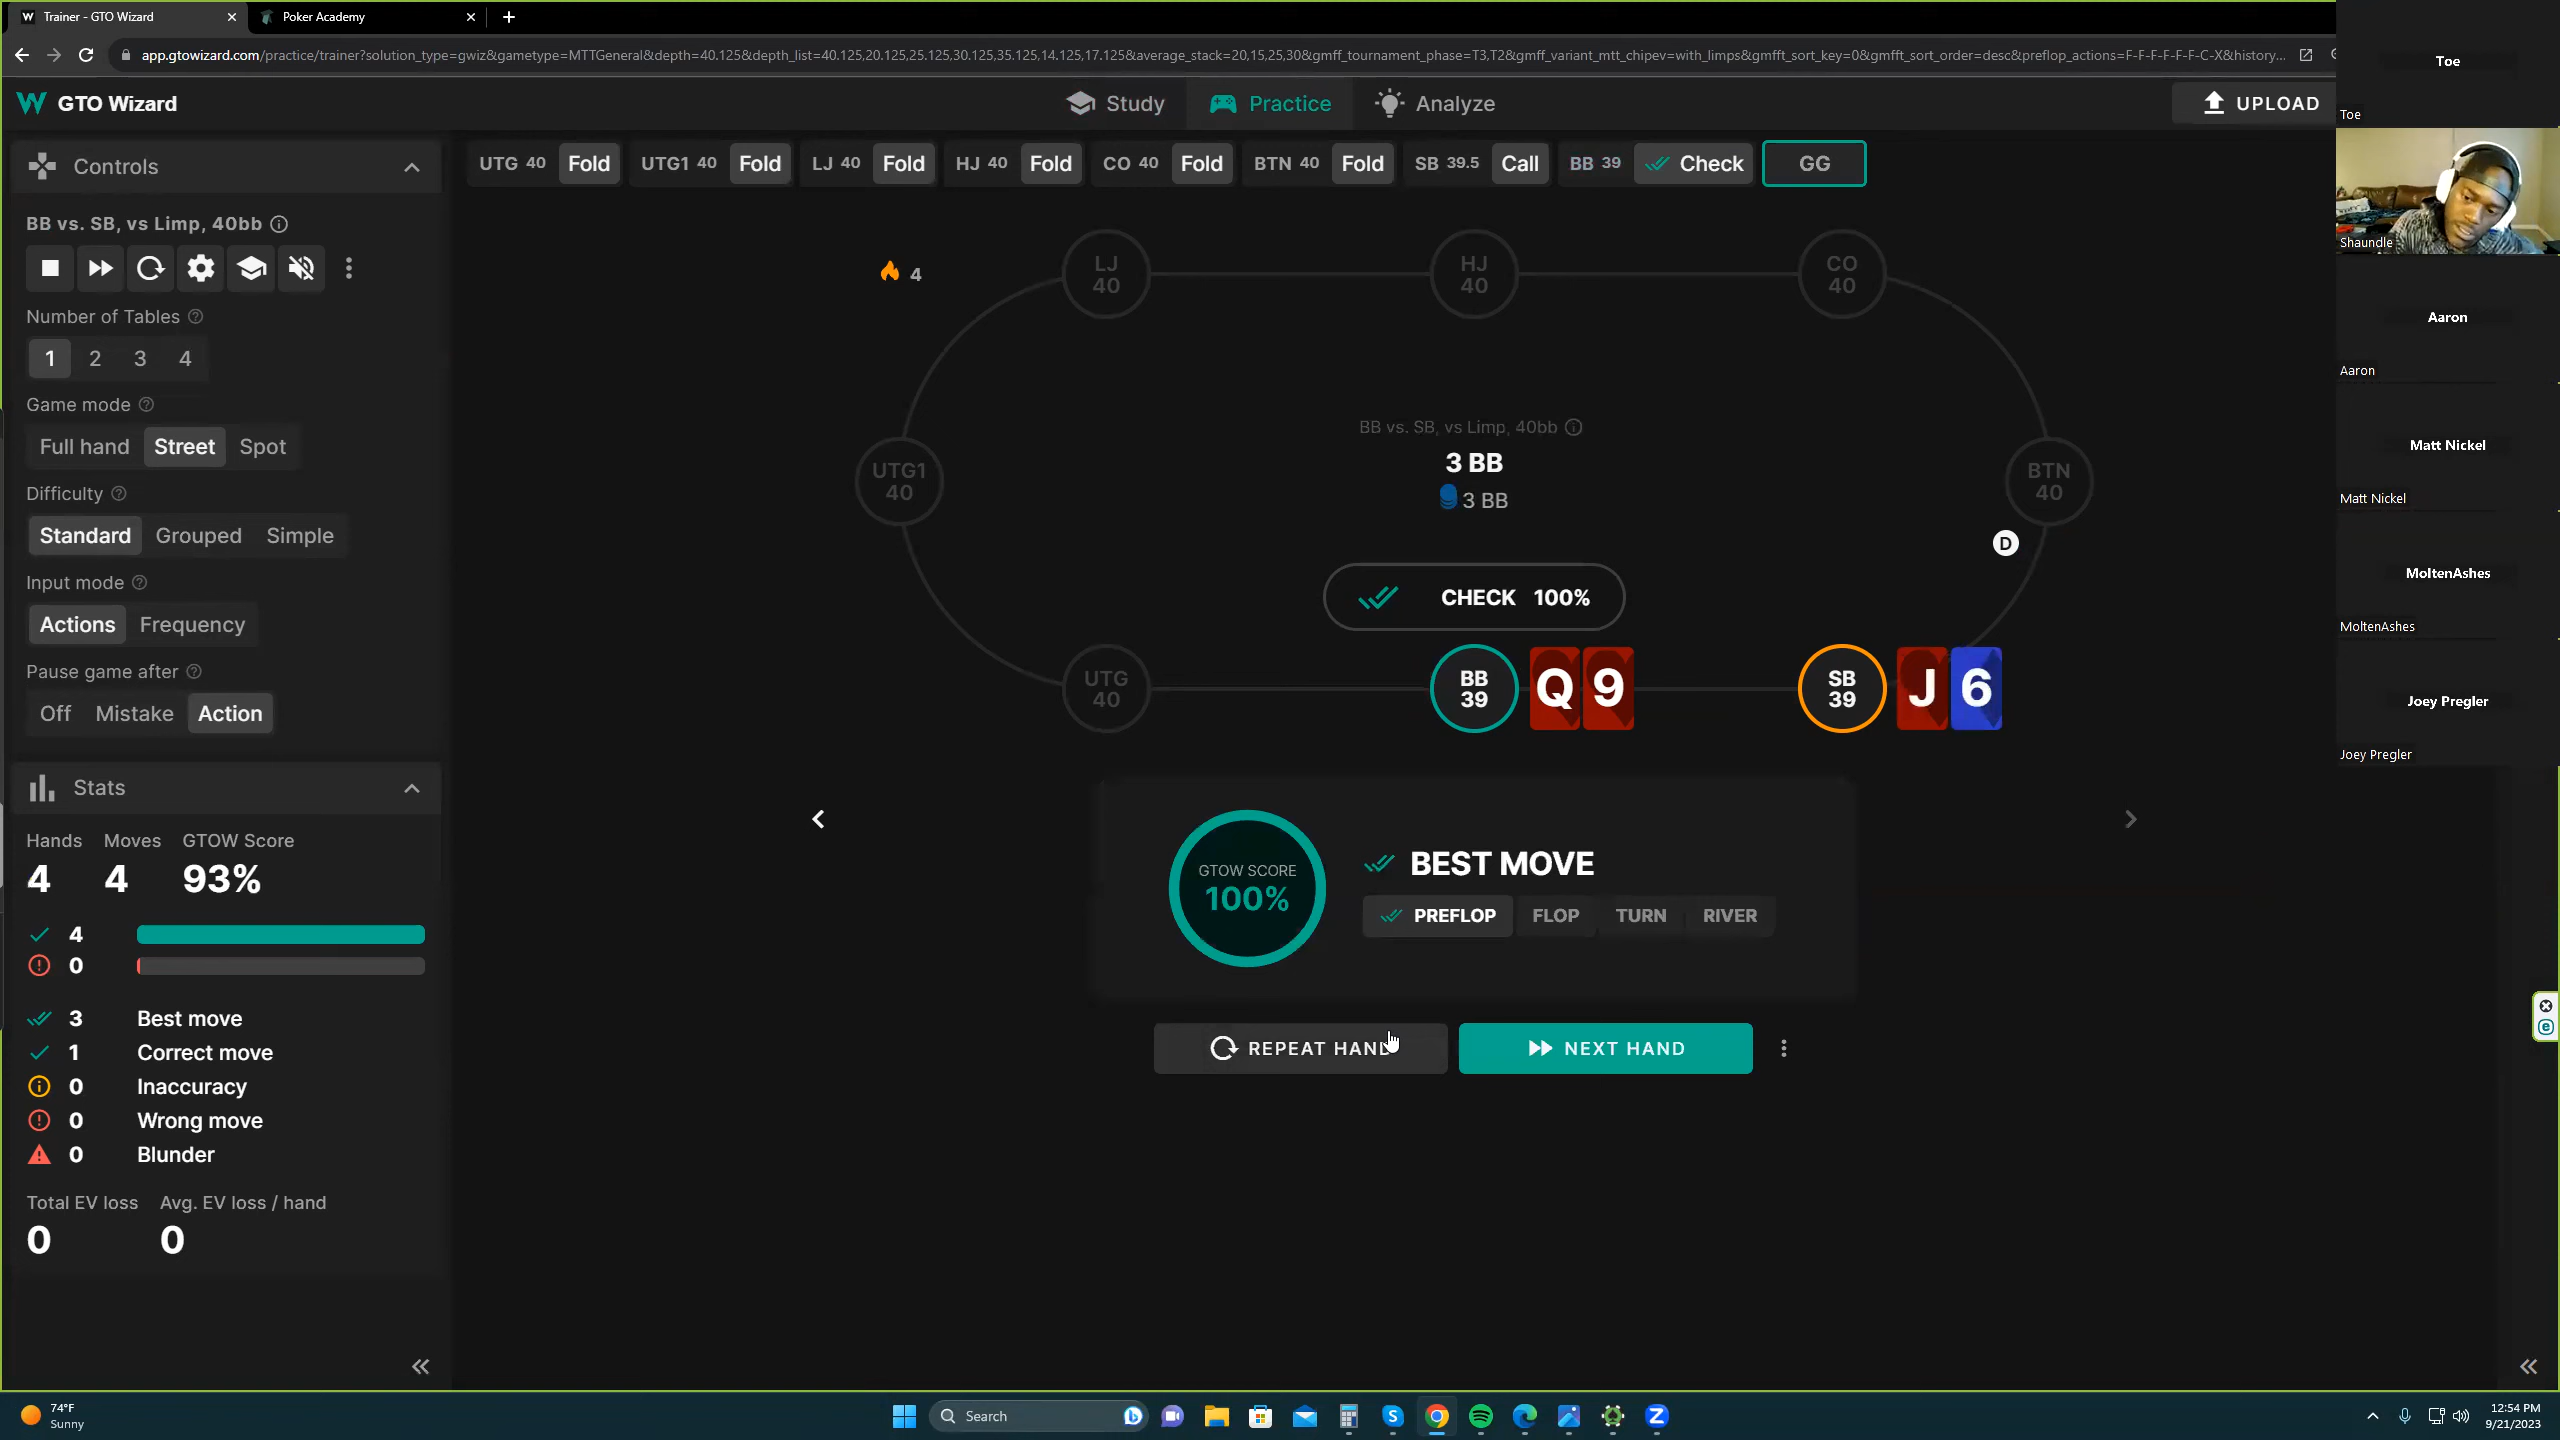 Trainer - GTO Wizard
Poker Academy
app.gtowizard.com/practice/trainer?solution_type=gwiz&gametype=MTTGeneral&depth=40.125&depth_list=40.125,20.125,25.125,30.125,35.125,14.125,17.125&average_stack=20,15,25,30&gmff_tournament_phase=T3,T2&gmff_variant_mtt_chipev=with_limps&gmfft_sort_key=0&gmfft_sort_order=desc&preflop_actions=F-F-F-F-F-F-C-X&history...
GTO Wizard
Study
Practice
Analyze
UPLOAD
Controls
UTG 40 Fold
UTG1 40 Fold
LJ 40 Fold
HJ 40 Fold
CO 40 Fold
BTN 40 Fold
SB 39.5 Call
BB 39 Check
GG
BB vs. SB, vs Limp, 40bb
Number of Tables
1 2 3 4
Game mode
Full hand Street Spot
Difficulty
Standard Grouped Simple
Input mode
Actions Frequency
Pause game after
Off Mistake Action
Stats
Hands Moves GTOW Score
4 4 93%
4
0
3 Best move
1 Correct move
0 Inaccuracy
0 Wrong move
0 Blunder
Total EV loss Avg. EV loss / hand
0 0
4
LJ
40
HJ
40
CO
40
UTG1
40
BTN
40
BB vs. SB, vs Limp, 40bb
3 BB
3 BB
D
CHECK 100%
UTG
40
BB
39
Q 9
SB
39
J 6
GTOW SCORE
100%
BEST MOVE
PREFLOP FLOP TURN RIVER
REPEAT HAND
NEXT HAND
Toe
Toe
Shaundle
Aaron
Aaron
Matt Nickel
Matt Nickel
MoltenAshes
MoltenAshes
Joey Pregler
Joey Pregler
74°F
Sunny
Search
12:54 PM
9/21/2023